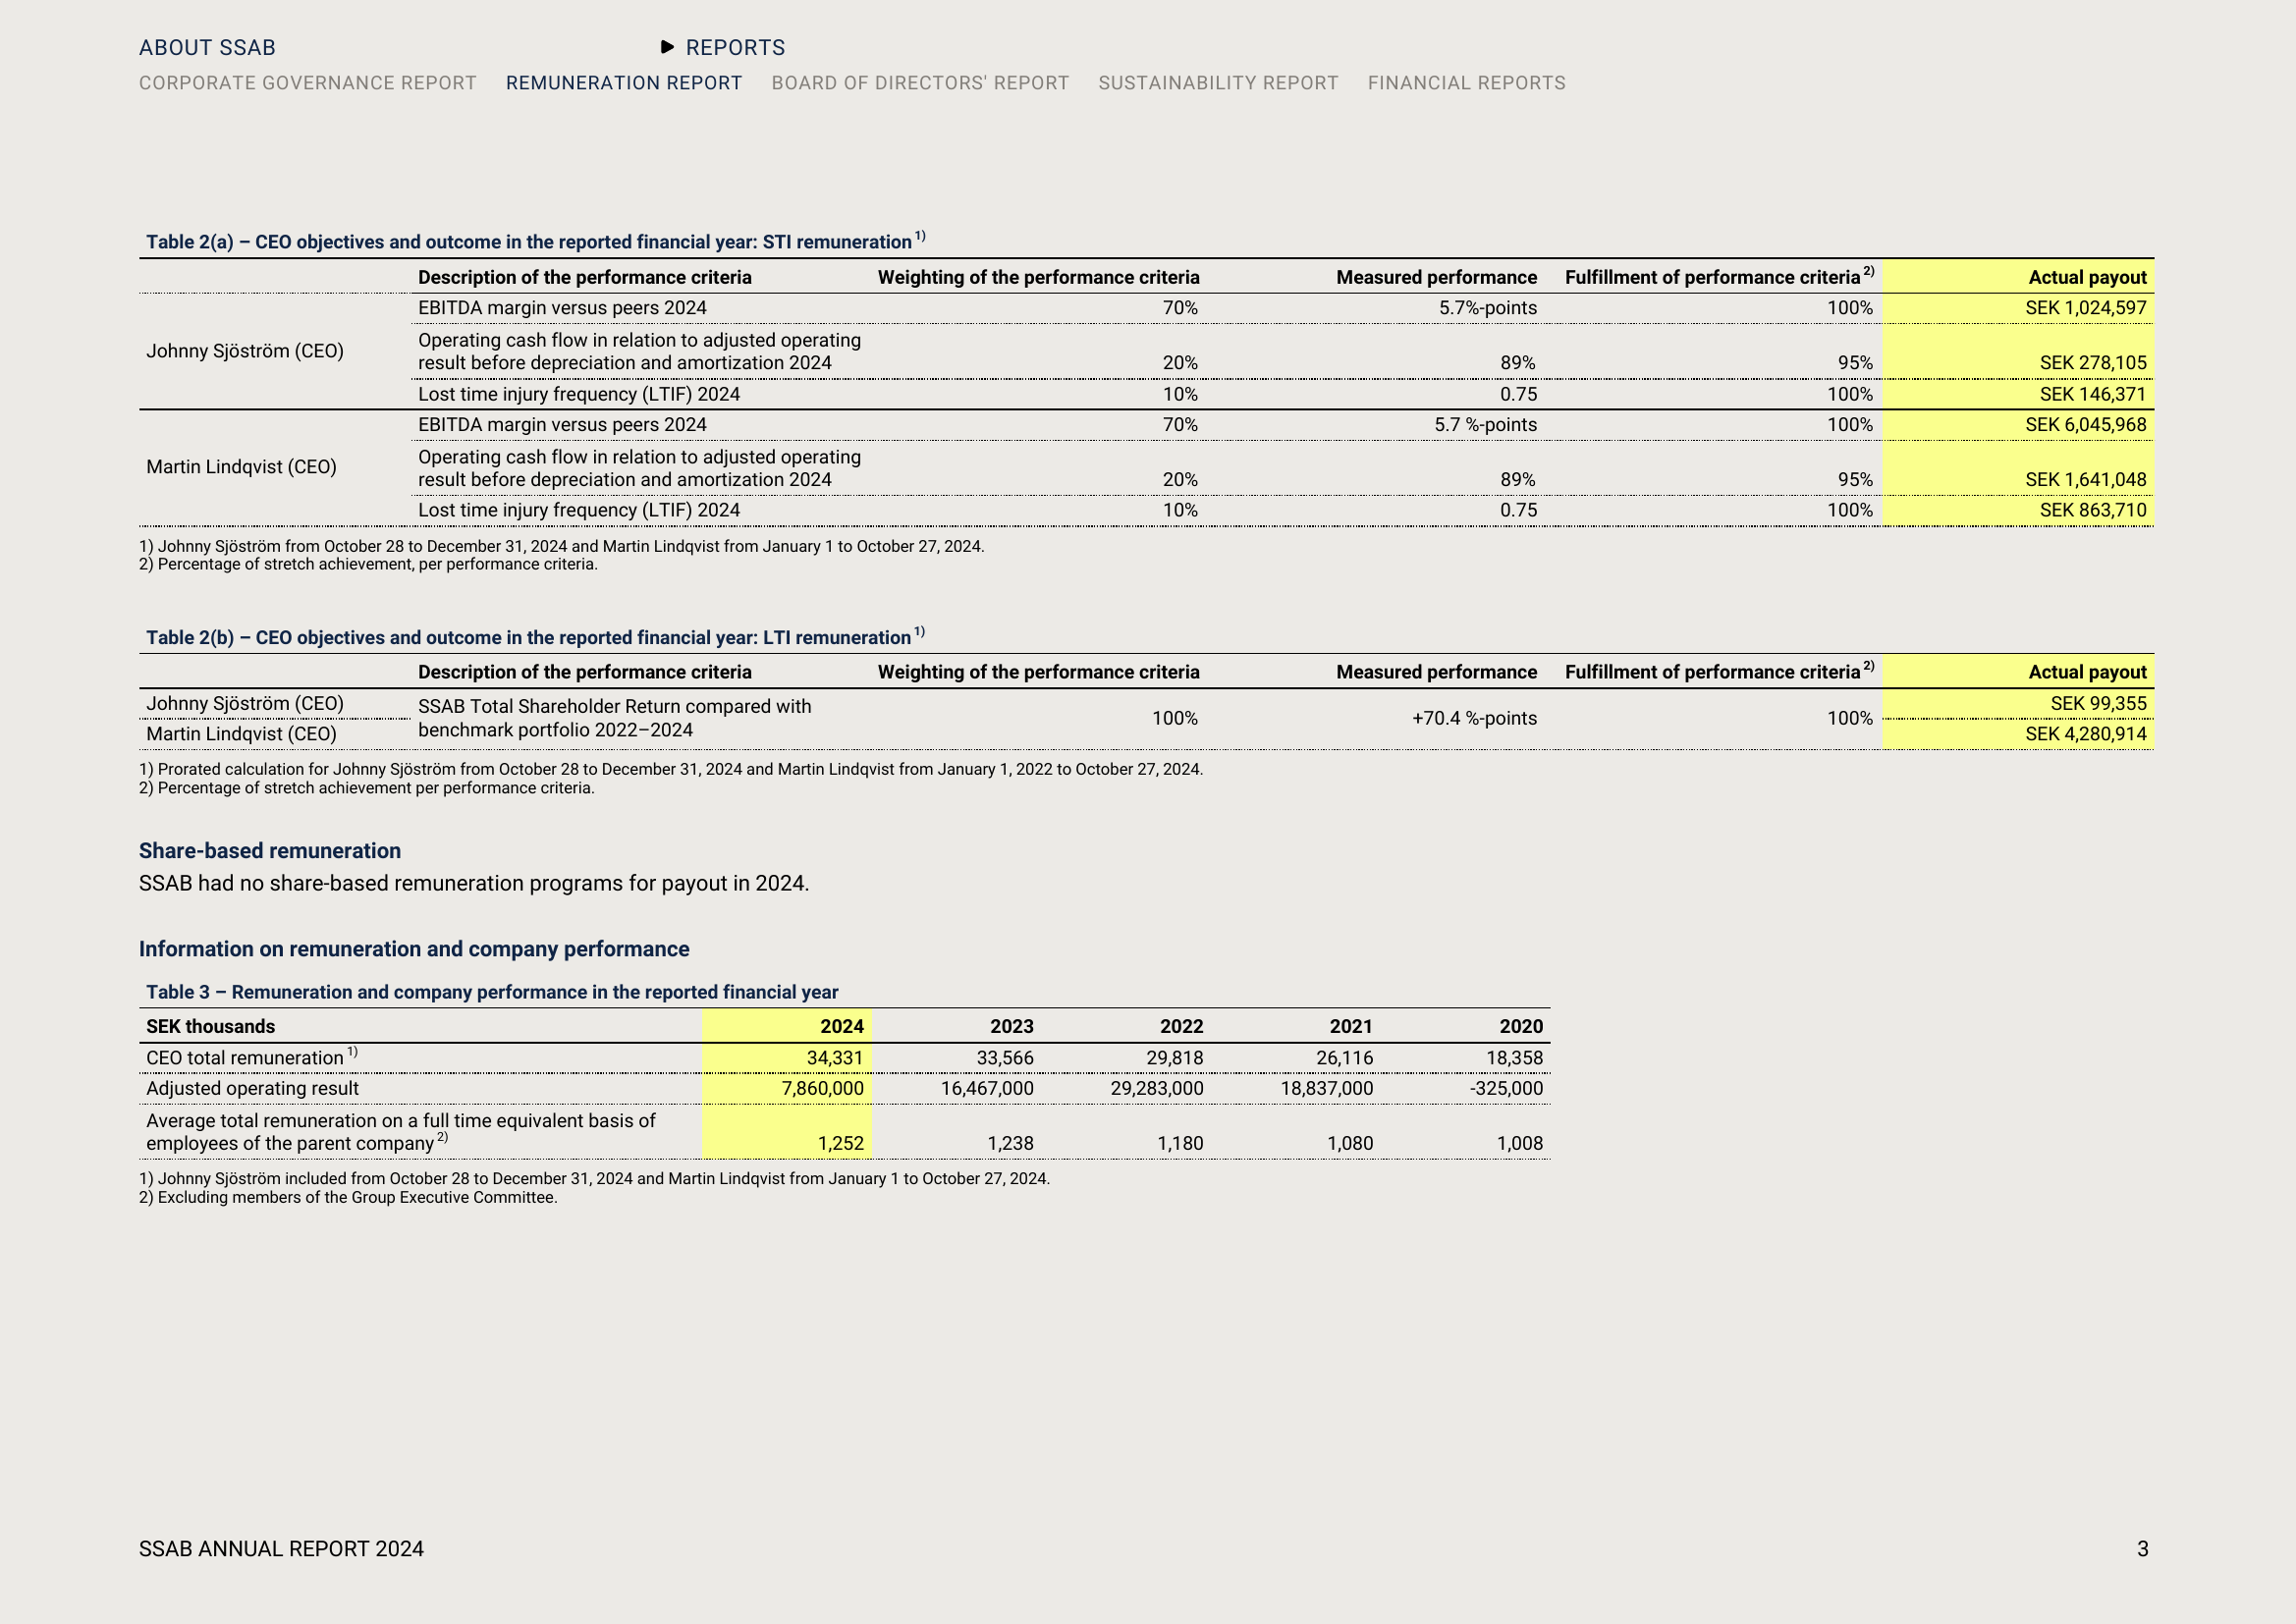 ABOUT SSAB ▶ REPORTS
CORPORATE GOVERNANCE REPORT REMUNERATION REPORT BOARD OF DIRECTORS' REPORT SUSTAINABILITY REPORT FINANCIAL REPORTS
Table 2(a) – CEO objectives and outcome in the reported financial year: STI remuneration 1)
Description of the performance criteria Weighting of the performance criteria Measured performance Fulfillment of performance criteria 2) Actual payout
EBITDA margin versus peers 2024 70% 5.7%-points 100% SEK 1,024,597
Johnny Sjöström (CEO)
Operating cash flow in relation to adjusted operating
result before depreciation and amortization 2024 20% 89% 95% SEK 278,105
Lost time injury frequency (LTIF) 2024 10% 0.75 100% SEK 146,371
EBITDA margin versus peers 2024 70% 5.7 %-points 100% SEK 6,045,968
Martin Lindqvist (CEO)
Operating cash flow in relation to adjusted operating
result before depreciation and amortization 2024 20% 89% 95% SEK 1,641,048
Lost time injury frequency (LTIF) 2024 10% 0.75 100% SEK 863,710
1) Johnny Sjöström from October 28 to December 31, 2024 and Martin Lindqvist from January 1 to October 27, 2024.
2) Percentage of stretch achievement, per performance criteria.
Table 2(b) – CEO objectives and outcome in the reported financial year: LTI remuneration 1)
Description of the performance criteria Weighting of the performance criteria Measured performance Fulfillment of performance criteria 2) Actual payout
Johnny Sjöström (CEO) SEK 99,355
SSAB Total Shareholder Return compared with
benchmark portfolio 2022–2024 100% +70.4 %-points 100%
Martin Lindqvist (CEO) SEK 4,280,914
1) Prorated calculation for Johnny Sjöström from October 28 to December 31, 2024 and Martin Lindqvist from January 1, 2022 to October 27, 2024.
2) Percentage of stretch achievement per performance criteria.
Share-based remuneration
SSAB had no share-based remuneration programs for payout in 2024.
Information on remuneration and company performance
Table 3 – Remuneration and company performance in the reported financial year
SEK thousands 2024 2023 2022 2021 2020
CEO total remuneration 1) 34,331 33,566 29,818 26,116 18,358
Adjusted operating result 7,860,000 16,467,000 29,283,000 18,837,000 -325,000
Average total remuneration on a full time equivalent basis of
employees of the parent company 2) 1,252 1,238 1,180 1,080 1,008
1) Johnny Sjöström included from October 28 to December 31, 2024 and Martin Lindqvist from January 1 to October 27, 2024.
2) Excluding members of the Group Executive Committee.
SSAB ANNUAL REPORT 2024 3